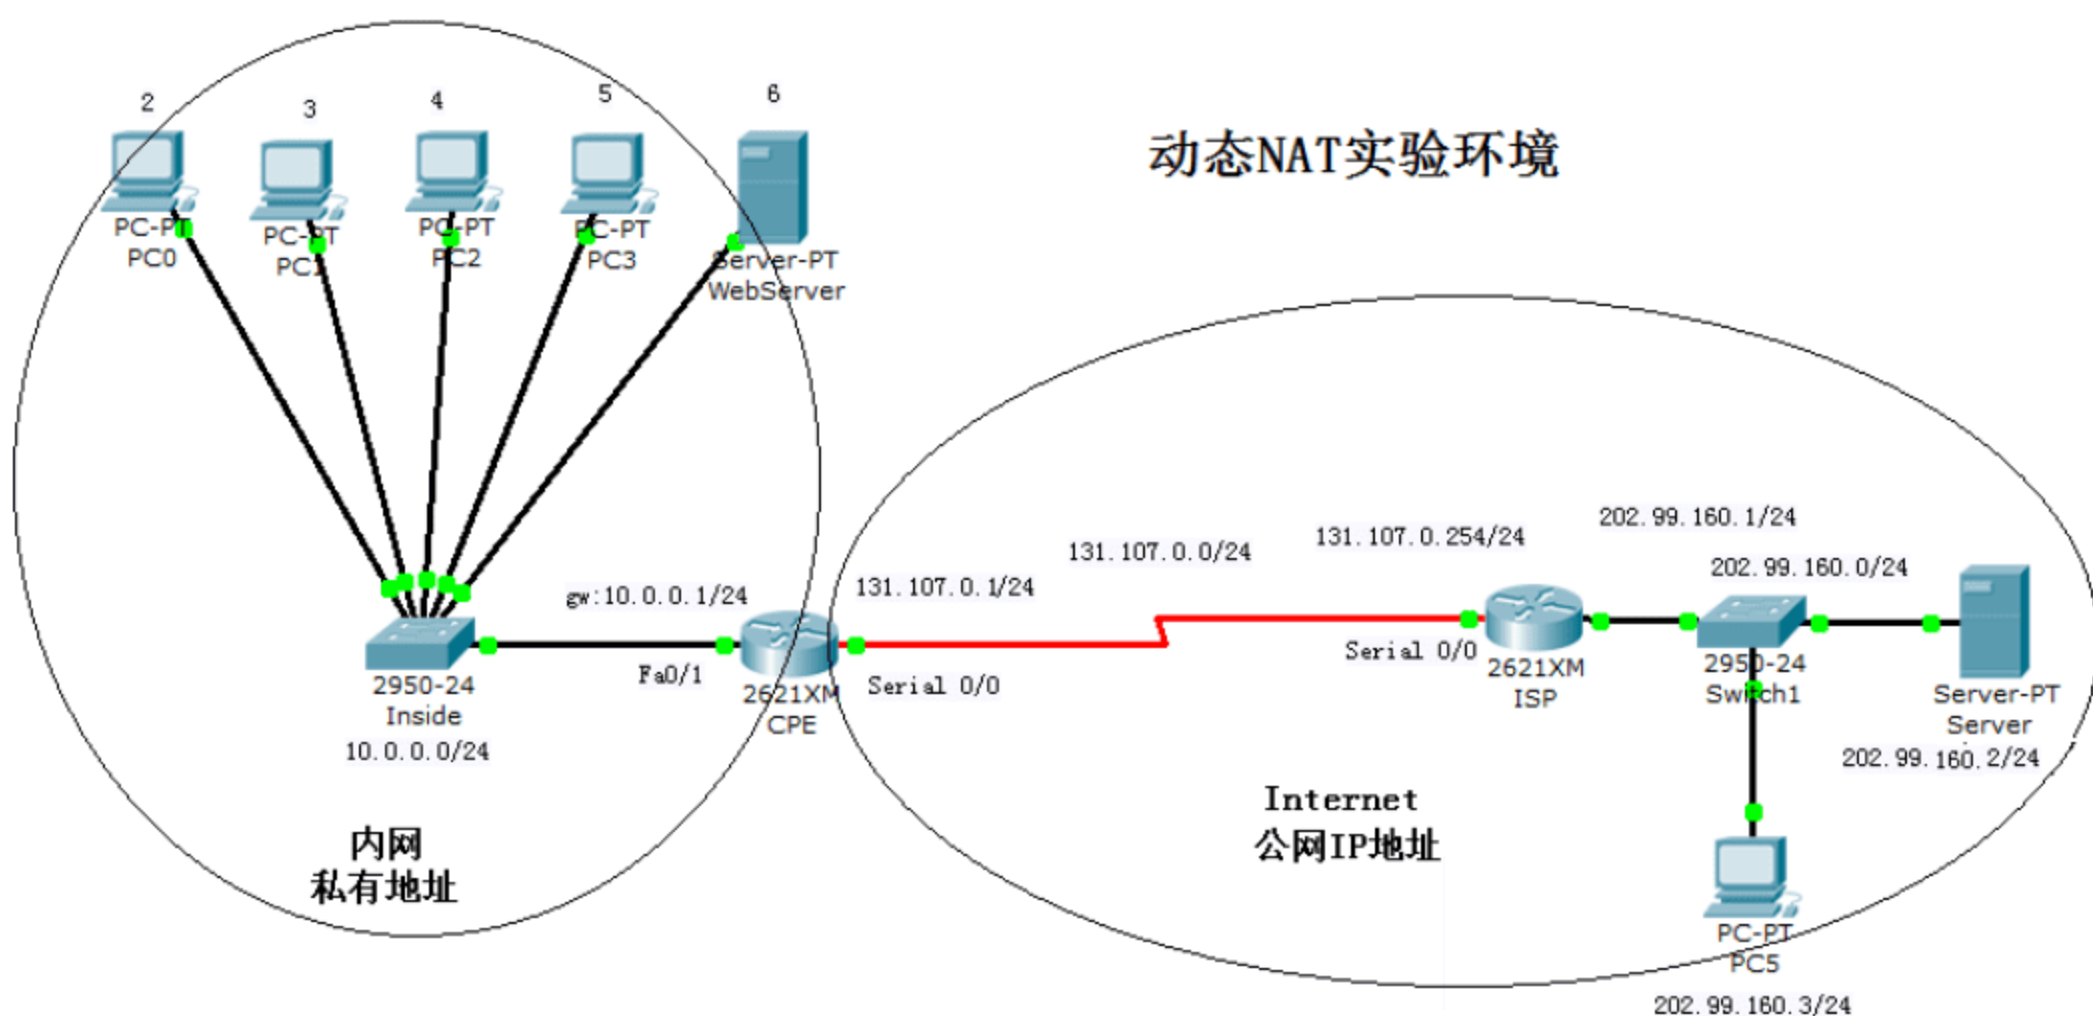 动态NAT实验环境
2
3
4
5
6
PC-PT
PC0
PC-PT
PC1
PC-PT
PC2
PC-PT
PC3
Server-PT
WebServer
gw:10.0.0.1/24
Fa0/1
2950-24
Inside
10.0.0.0/24
2621XM
CPE
内网
私有地址
131.107.0.1/24
Serial 0/0
131.107.0.0/24
131.107.0.254/24
Serial 0/0
2621XM
ISP
202.99.160.1/24
202.99.160.0/24
2950-24
Switch1
Server-PT
Server
202.99.160.2/24
Internet
公网IP地址
PC-PT
PC5
202.99.160.3/24